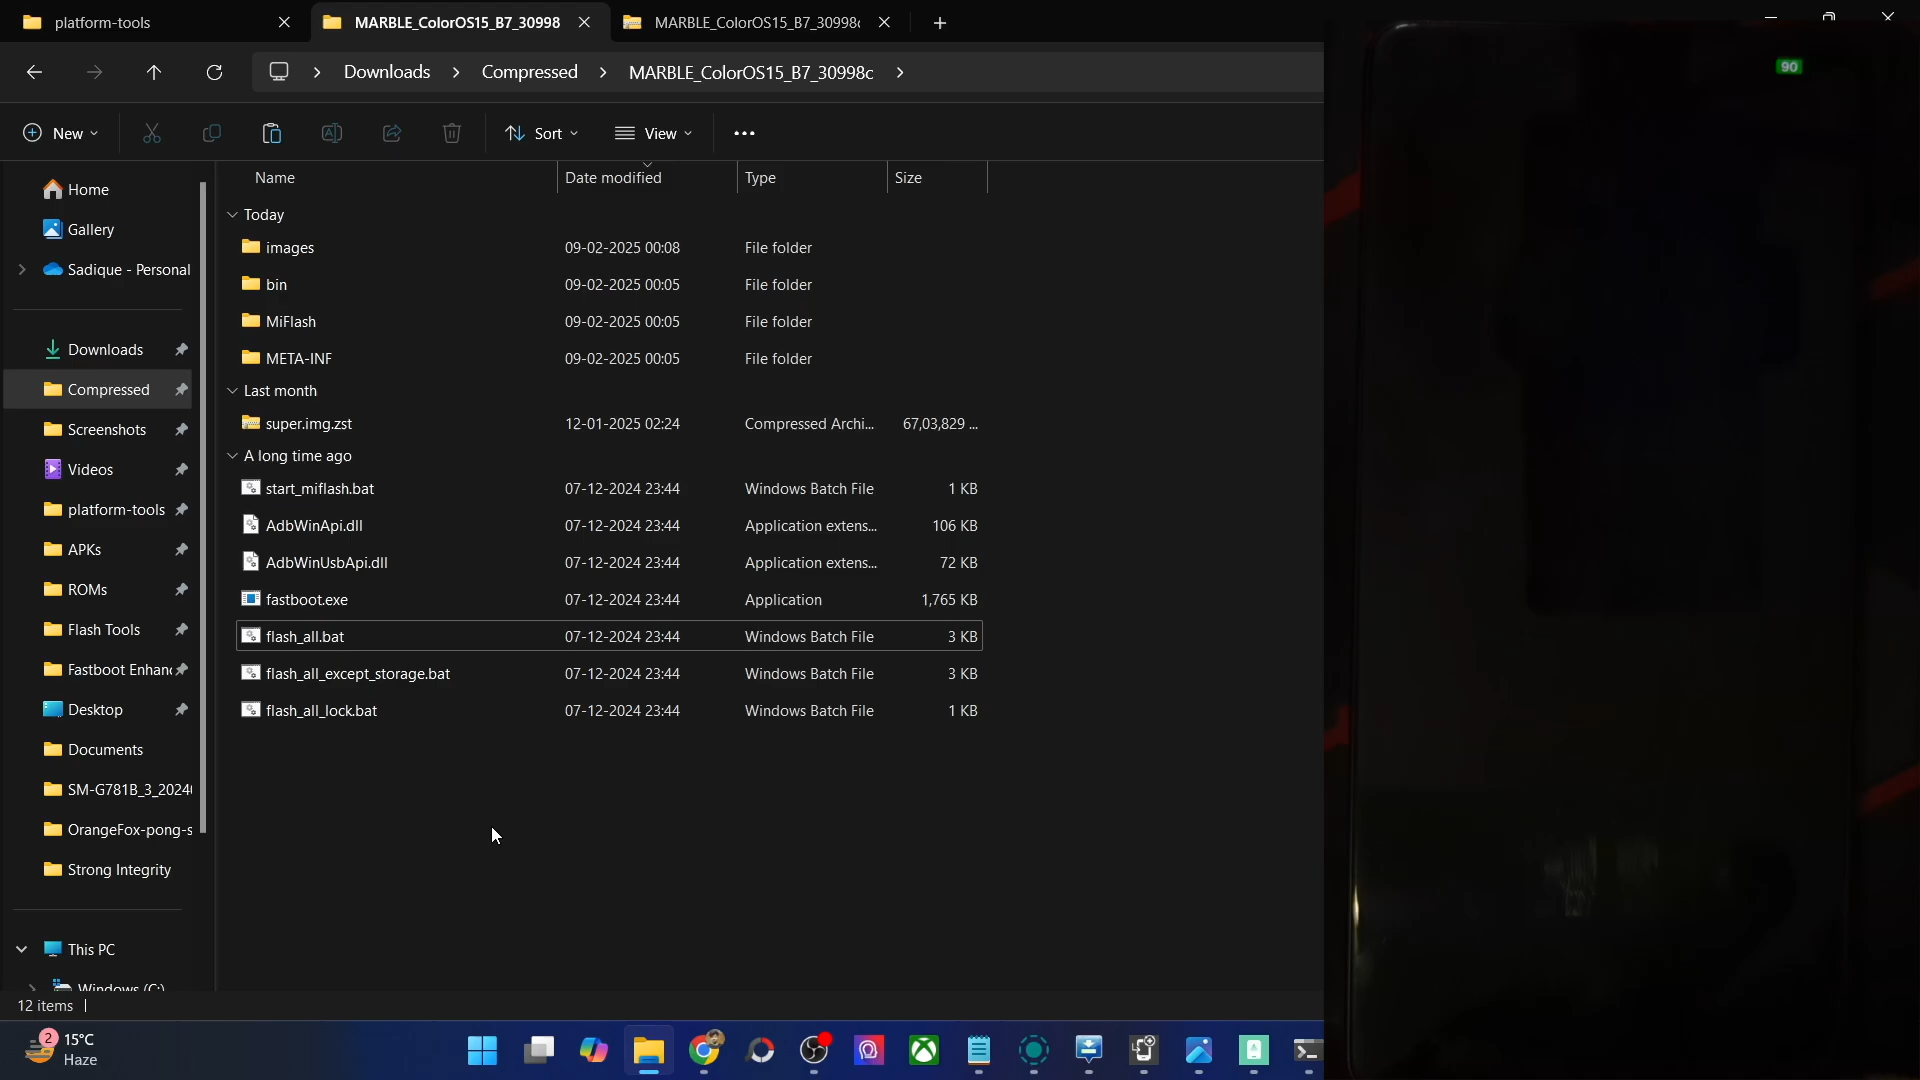 platform-tools
MARBLE_ColorOS15_B7_30998
MARBLE_ColorOS15_B7_30998c
90
Downloads
Compressed
MARBLE_ColorOS15_B7_30998c
New
Sort
View
Name
Date modified
Type
Size
Home
Gallery
Sadique - Personal
Downloads
Compressed
Screenshots
Videos
platform-tools
APKs
ROMs
Flash Tools
Fastboot Enhanc
Desktop
Documents
SM-G781B_3_2024
OrangeFox-pong-s
Strong Integrity
This PC
Windows (C:)
Today
images 09-02-2025 00:08 File folder
bin 09-02-2025 00:05 File folder
MiFlash 09-02-2025 00:05 File folder
META-INF 09-02-2025 00:05 File folder
Last month
super.img.zst 12-01-2025 02:24 Compressed Archi... 67,03,829 ...
A long time ago
start_miflash.bat 07-12-2024 23:44 Windows Batch File 1 KB
AdbWinApi.dll 07-12-2024 23:44 Application extens... 106 KB
AdbWinUsbApi.dll 07-12-2024 23:44 Application extens... 72 KB
fastboot.exe 07-12-2024 23:44 Application 1,765 KB
flash_all.bat 07-12-2024 23:44 Windows Batch File 3 KB
flash_all_except_storage.bat 07-12-2024 23:44 Windows Batch File 3 KB
flash_all_lock.bat 07-12-2024 23:44 Windows Batch File 1 KB
12 items
2
15°C
Haze